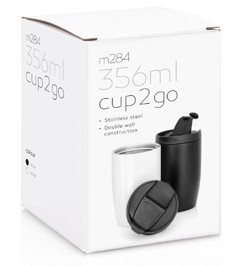 m284
356ml
cup2go
• Stainless steel
• Double wall
construction